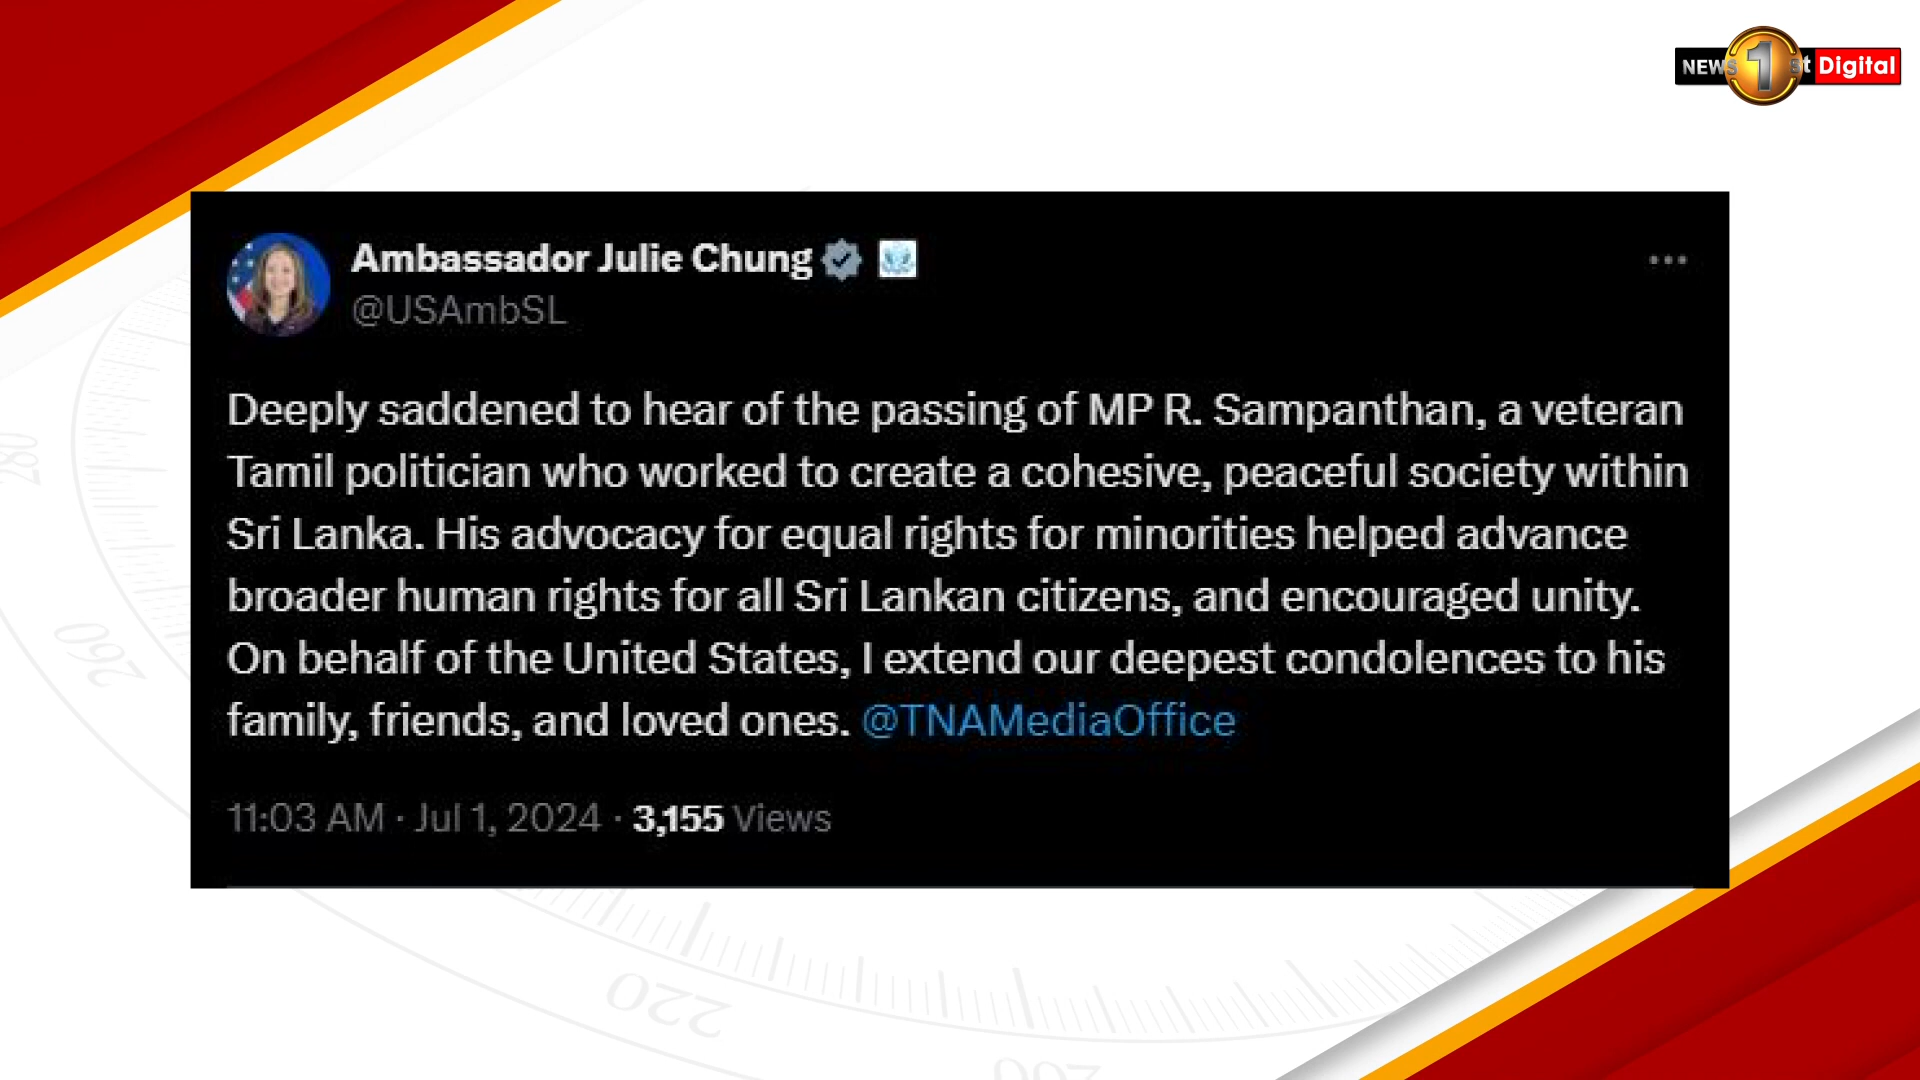 NEWS 1st Digital
Ambassador Julie Chung
@USAmbSL
Deeply saddened to hear of the passing of MP R. Sampanthan, a veteran
Tamil politician who worked to create a cohesive, peaceful society within
Sri Lanka. His advocacy for equal rights for minorities helped advance
broader human rights for all Sri Lankan citizens, and encouraged unity.
On behalf of the United States, I extend our deepest condolences to his
family, friends, and loved ones. @TNAMediaOffice
11:03 AM · Jul 1, 2024 · 3,155 Views
280
260
220